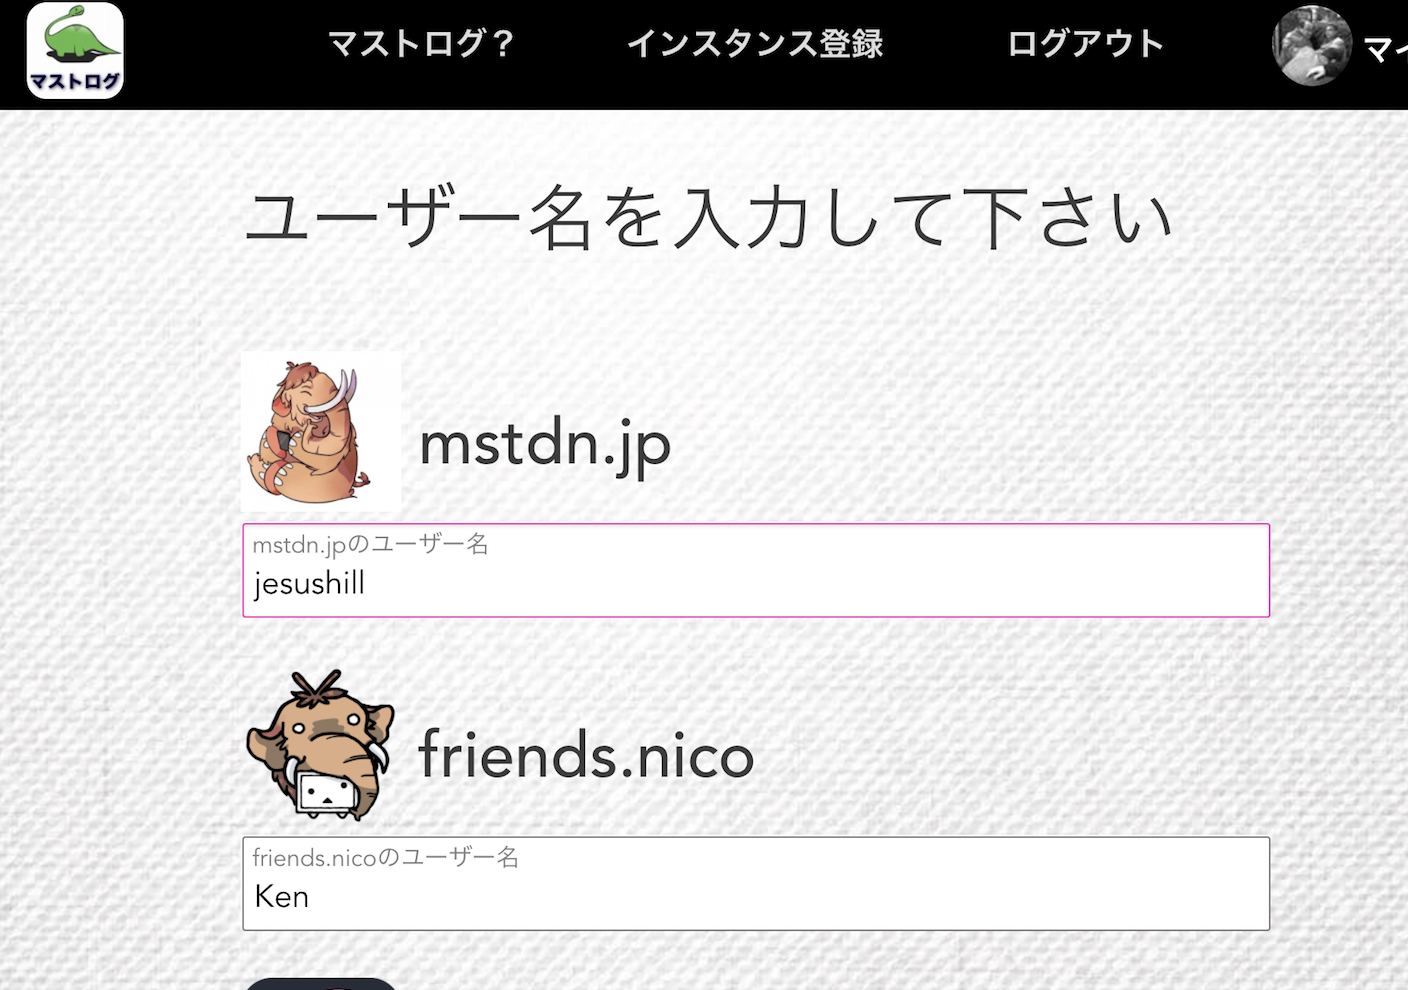 マストログ
マストログ？
インスタンス登録
ログアウト
マイ
ユーザー名を入力して下さい
mstdn.jp
mstdn.jpのユーザー名
jesushill
friends.nico
friends.nicoのユーザー名
Ken